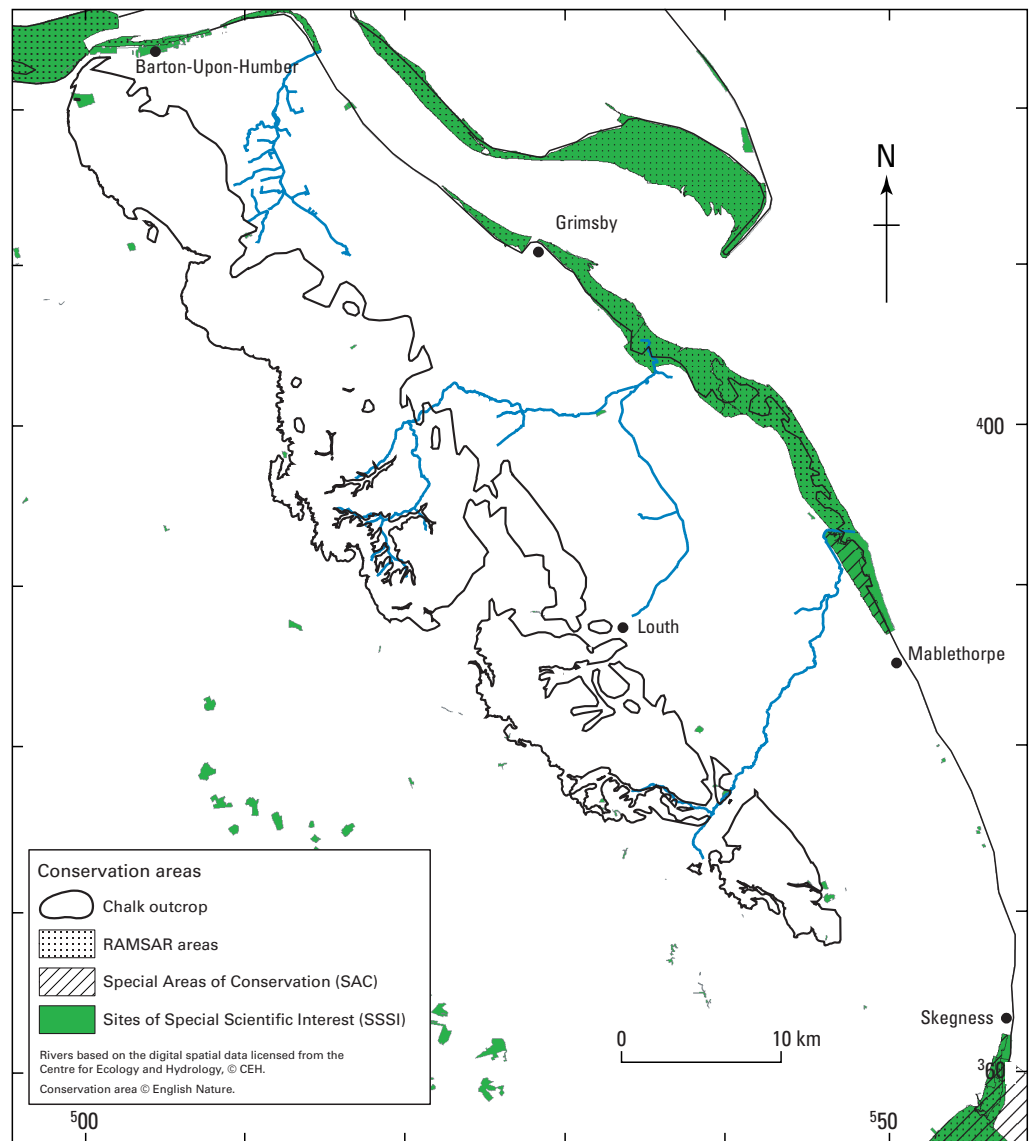 Barton-Upon-Humber
N
Grimsby
400
Louth
Mablethorpe
Conservation areas
Chalk outcrop
RAMSAR areas
Special Areas of Conservation (SAC)
Sites of Special Scientific Interest (SSSI)
Rivers based on the digital spatial data licensed from the
Centre for Ecology and Hydrology, © CEH.
Conservation area © English Nature.
0 10 km
Skegness
360
500
550